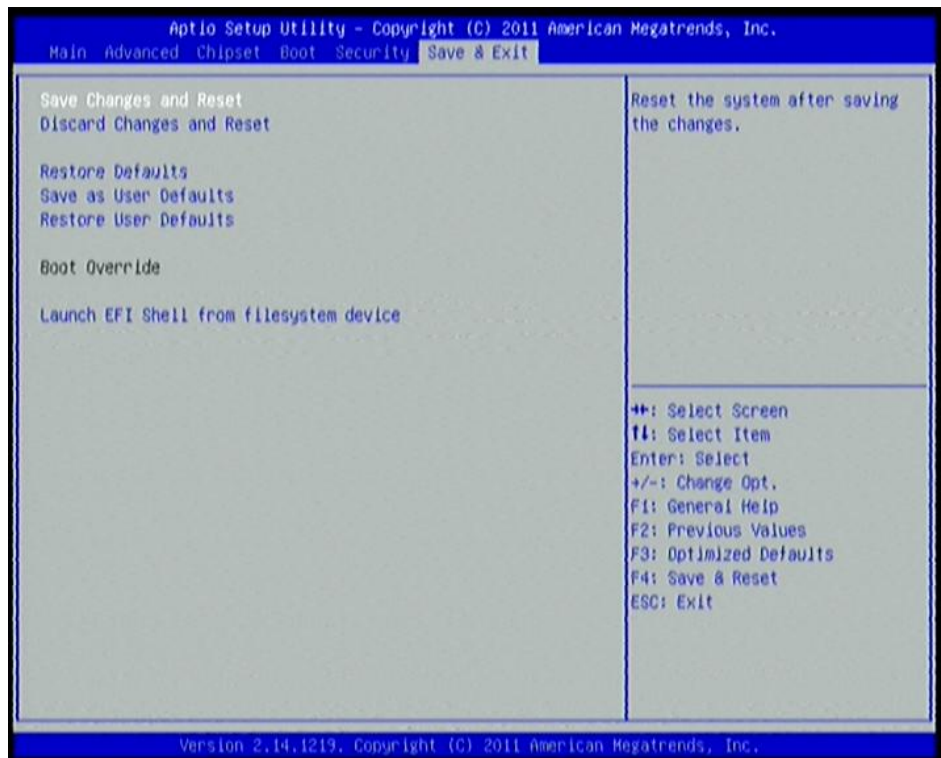 Aptio Setup Utility - Copyright (C) 2011 American Megatrends, Inc.
Main Advanced Chipset Boot Security Save & Exit
Save Changes and Reset
Discard Changes and Reset
Restore Defaults
Save as User Defaults
Restore User Defaults
Boot Override
Launch EFI Shell from filesystem device
Reset the system after saving
the changes.
→←: Select Screen
↑↓: Select Item
Enter: Select
+/-: Change Opt.
F1: General Help
F2: Previous Values
F3: Optimized Defaults
F4: Save & Reset
ESC: Exit
Version 2.14.1219. Copyright (C) 2011 American Megatrends, Inc.